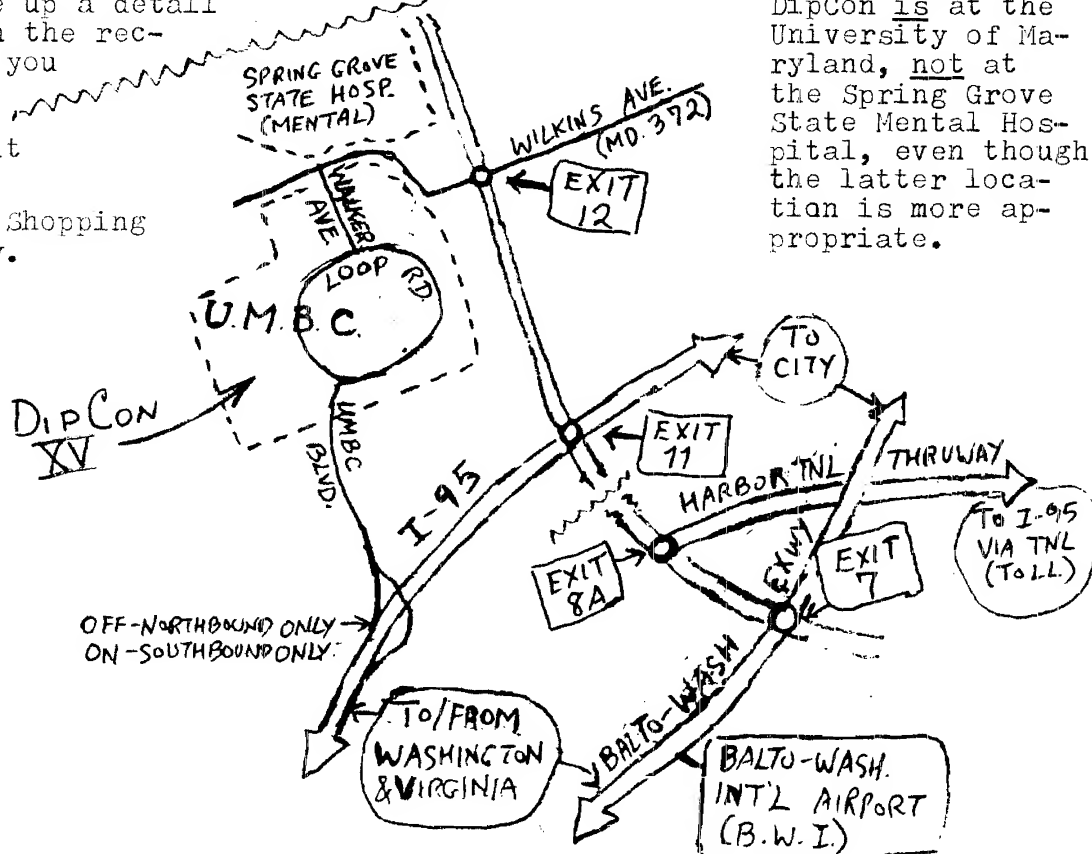 e up a detail
n the rec-
you
it
Shopping
y.
DipCon is at the
University of Ma-
ryland, not at
the Spring Grove
State Mental Hos-
pital, even though
the latter loca-
tion is more ap-
propriate.
SPRING GROVE
STATE HOSP.
(MENTAL)
WILKINS AVE.
(MD. 372)
EXIT
12
WALKER
AVE.
LOOP RD.
U.M.B.C.
TO
CITY
DIPCON
XV
UMBC
BLVD.
I-95
EXIT
11
HARBOR TNL THRUWAY
TO I-95
VIA TNL
(TOLL)
EXIT
8A
EXIT
7
OFF-NORTHBOUND ONLY
ON-SOUTHBOUND ONLY
TO/FROM
WASHINGTON
& VIRGINIA
BALTO-WASH EXWY
BALTO-WASH.
INT'L AIRPORT
(B.W.I.)